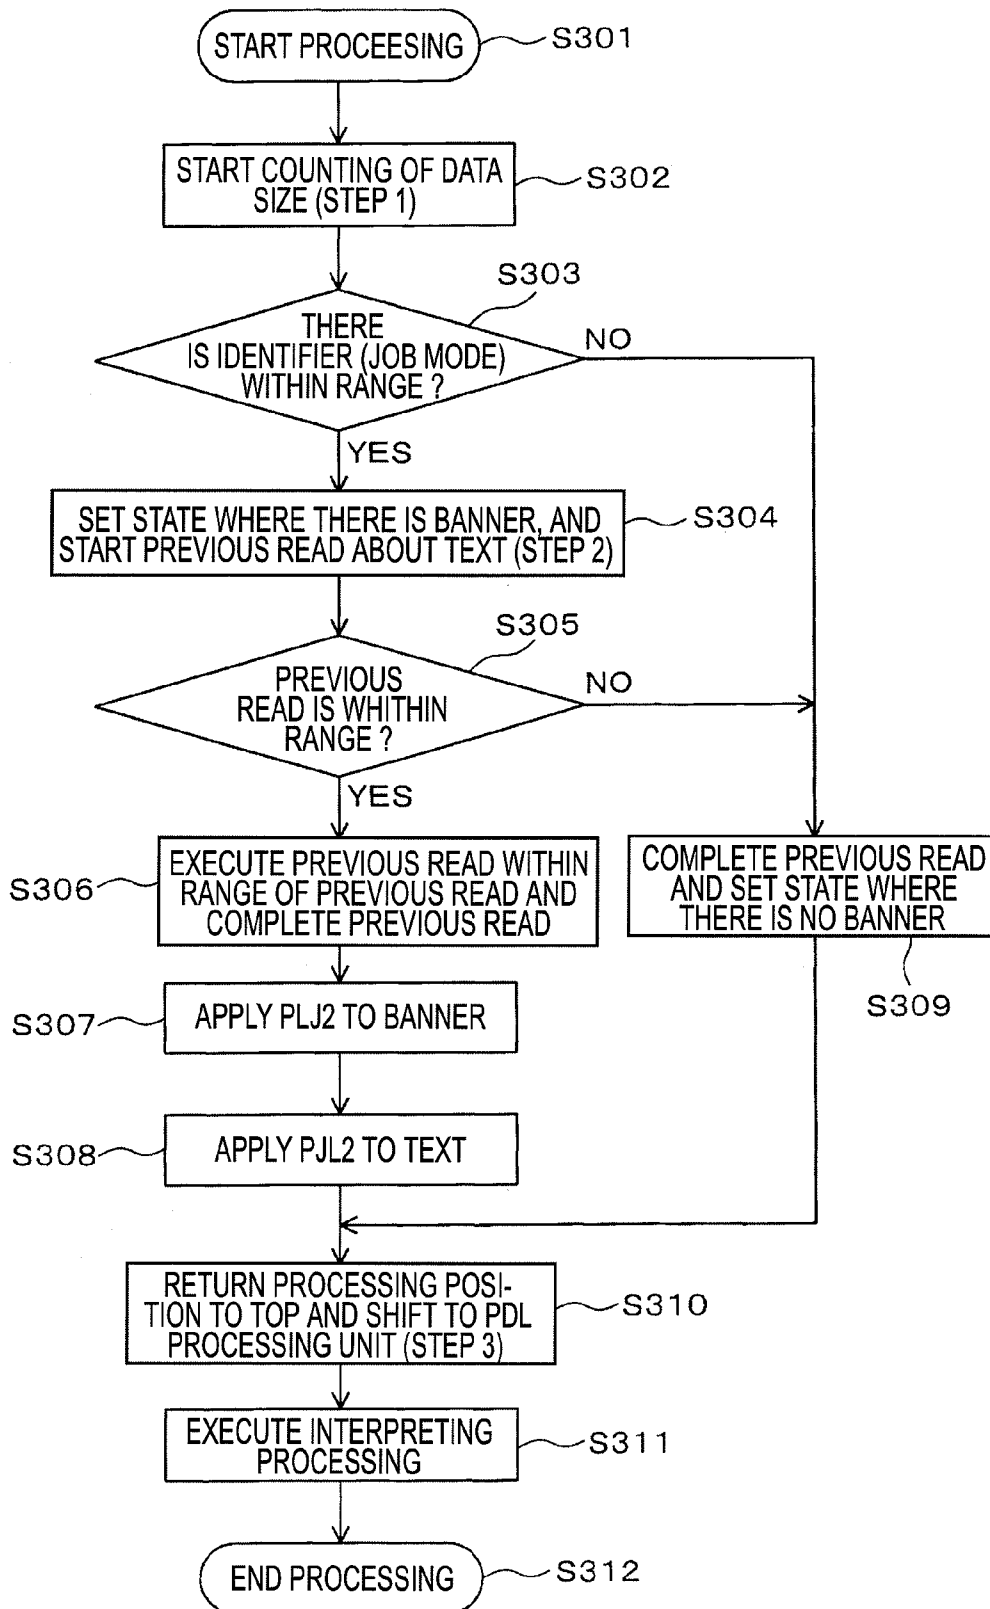 START PROCEESING
S301
START COUNTING OF DATA
SIZE (STEP 1)
S302
S303
THERE
IS IDENTIFIER (JOB MODE)
WITHIN RANGE ?
NO
YES
SET STATE WHERE THERE IS BANNER, AND
START PREVIOUS READ ABOUT TEXT (STEP 2)
S304
S305
PREVIOUS
READ IS WHITHIN
RANGE ?
NO
YES
S306
EXECUTE PREVIOUS READ WITHIN
RANGE OF PREVIOUS READ AND
COMPLETE PREVIOUS READ
COMPLETE PREVIOUS READ
AND SET STATE WHERE
THERE IS NO BANNER
S309
S307
APPLY PLJ2 TO BANNER
S308
APPLY PJL2 TO TEXT
RETURN PROCESSING POSI-
TION TO TOP AND SHIFT TO PDL
PROCESSING UNIT (STEP 3)
S310
EXECUTE INTERPRETING
PROCESSING
S311
END PROCESSING
S312